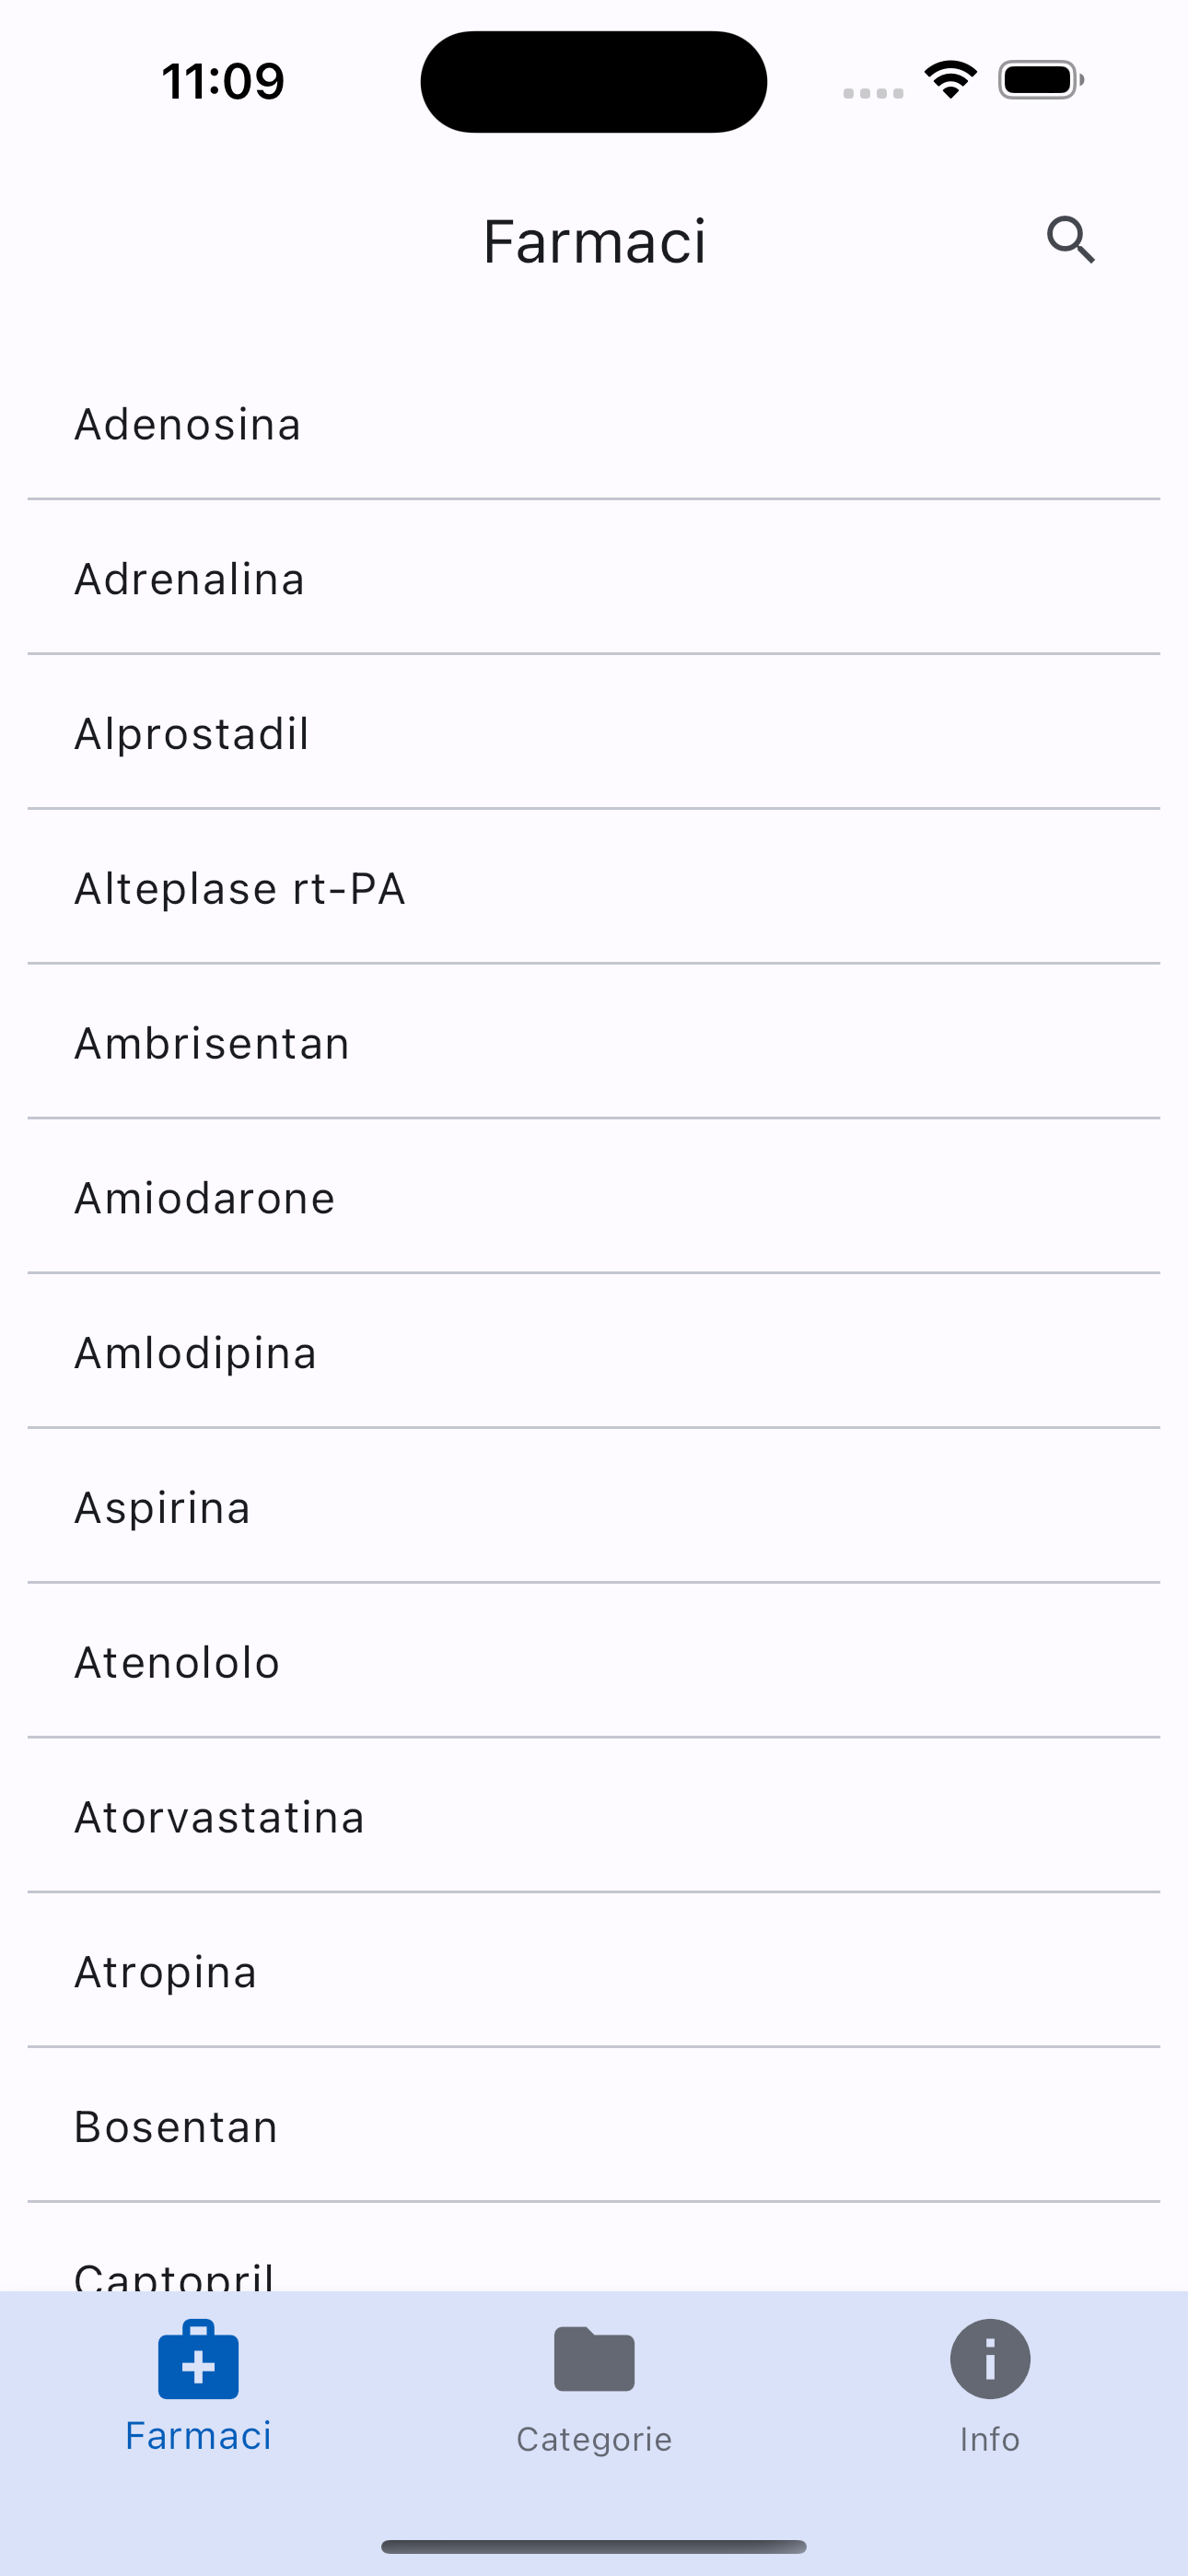 11:09
Farmaci
Adenosina
Adrenalina
Alprostadil
Alteplase rt-PA
Ambrisentan
Amiodarone
Amlodipina
Aspirina
Atenololo
Atorvastatina
Atropina
Bosentan
Captopril
Farmaci
Categorie
Info